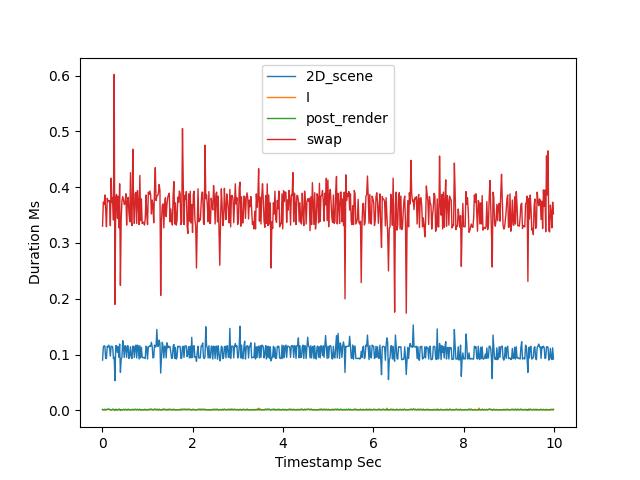 2D_scene
I
post_render
swap
0.6
0.5
0.4
0.3
0.2
0.1
0.0
Duration Ms
0 2 4 6 8 10
Timestamp Sec